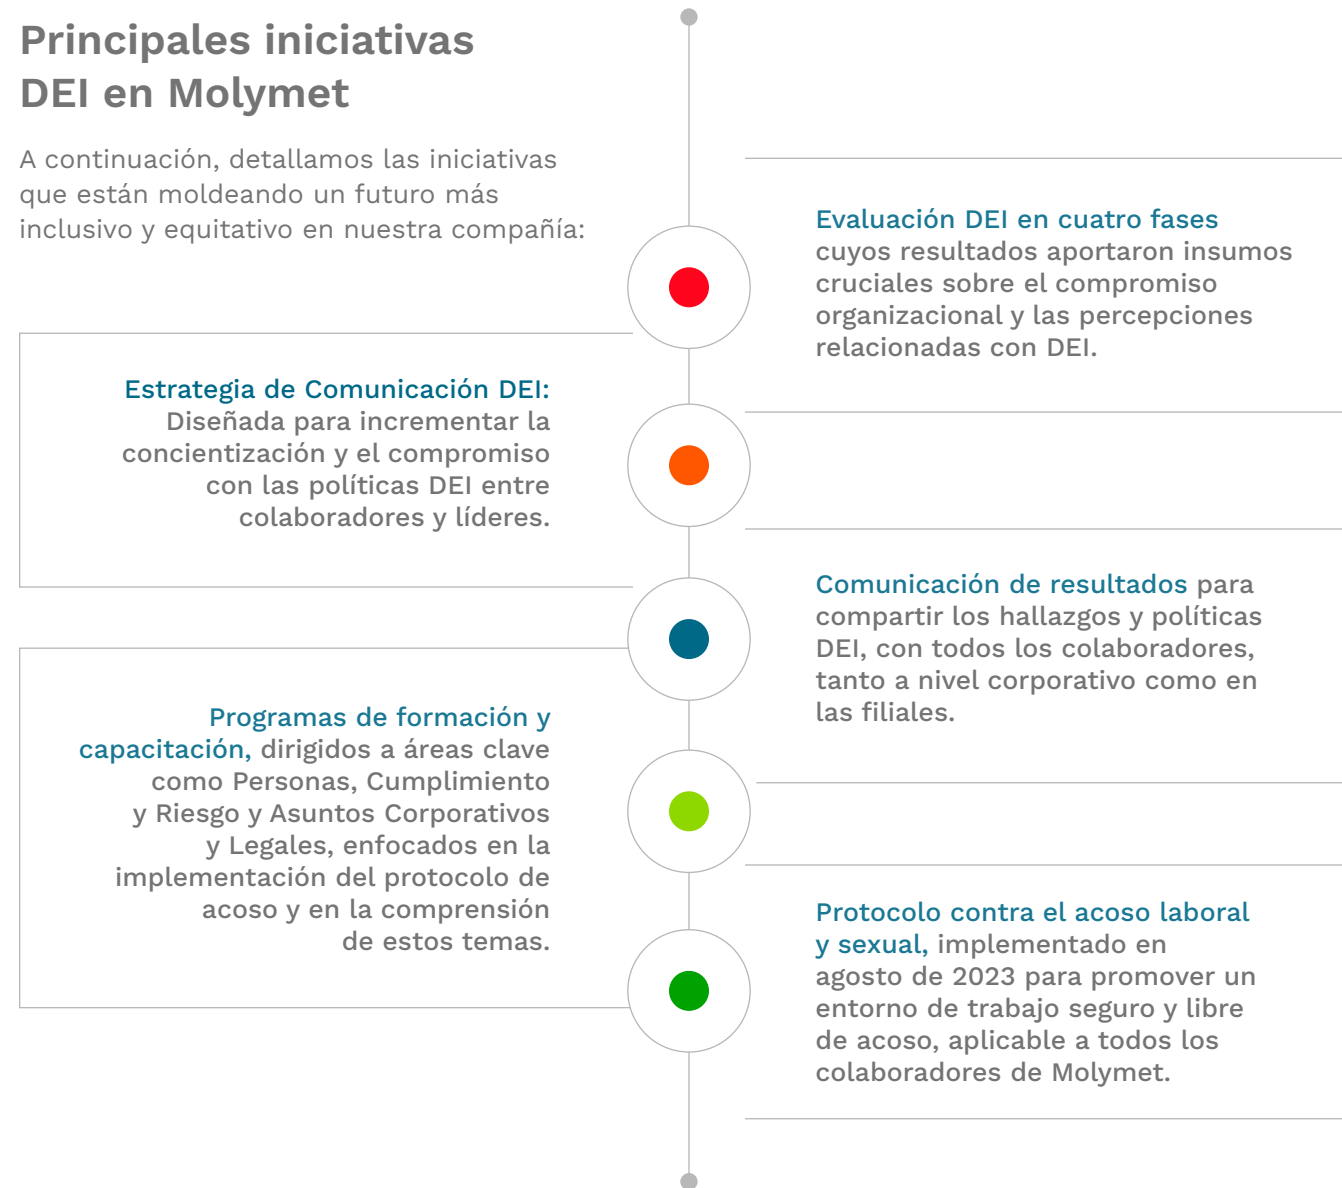 Principales iniciativas
DEI en Molymet
A continuación, detallamos las iniciativas
que están moldeando un futuro más
inclusivo y equitativo en nuestra compañía:
Evaluación DEI en cuatro fases
cuyos resultados aportaron insumos
cruciales sobre el compromiso
organizacional y las percepciones
relacionadas con DEI.
Estrategia de Comunicación DEI:
Diseñada para incrementar la
concientización y el compromiso
con las políticas DEI entre
colaboradores y líderes.
Comunicación de resultados para
compartir los hallazgos y políticas
DEI, con todos los colaboradores,
tanto a nivel corporativo como en
las filiales.
Programas de formación y
capacitación, dirigidos a áreas clave
como Personas, Cumplimiento
y Riesgo y Asuntos Corporativos
y Legales, enfocados en la
implementación del protocolo de
acoso y en la comprensión
de estos temas.
Protocolo contra el acoso laboral
y sexual, implementado en
agosto de 2023 para promover un
entorno de trabajo seguro y libre
de acoso, aplicable a todos los
colaboradores de Molymet.